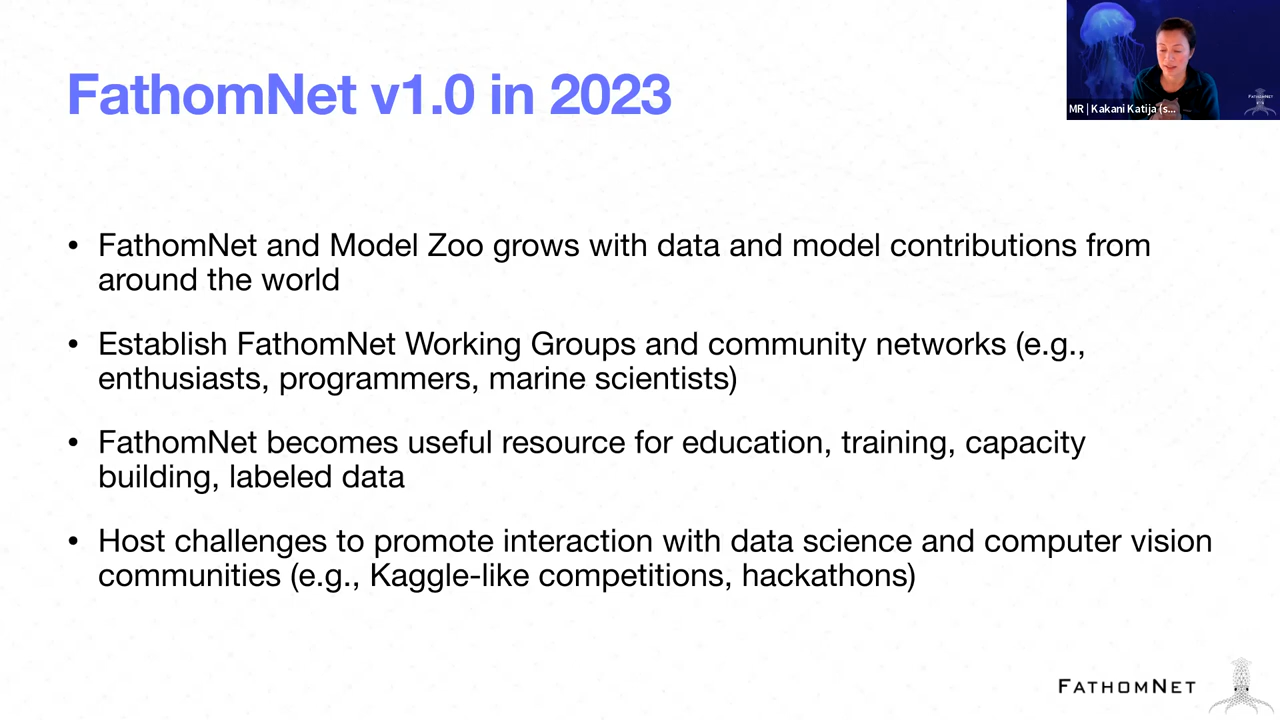 FathomNet v1.0 in 2023
MR | Kakani Katija (s...
FATHOMNET
• FathomNet and Model Zoo grows with data and model contributions from
around the world
• Establish FathomNet Working Groups and community networks (e.g.,
enthusiasts, programmers, marine scientists)
• FathomNet becomes useful resource for education, training, capacity
building, labeled data
• Host challenges to promote interaction with data science and computer vision
communities (e.g., Kaggle-like competitions, hackathons)
FATHOMNET